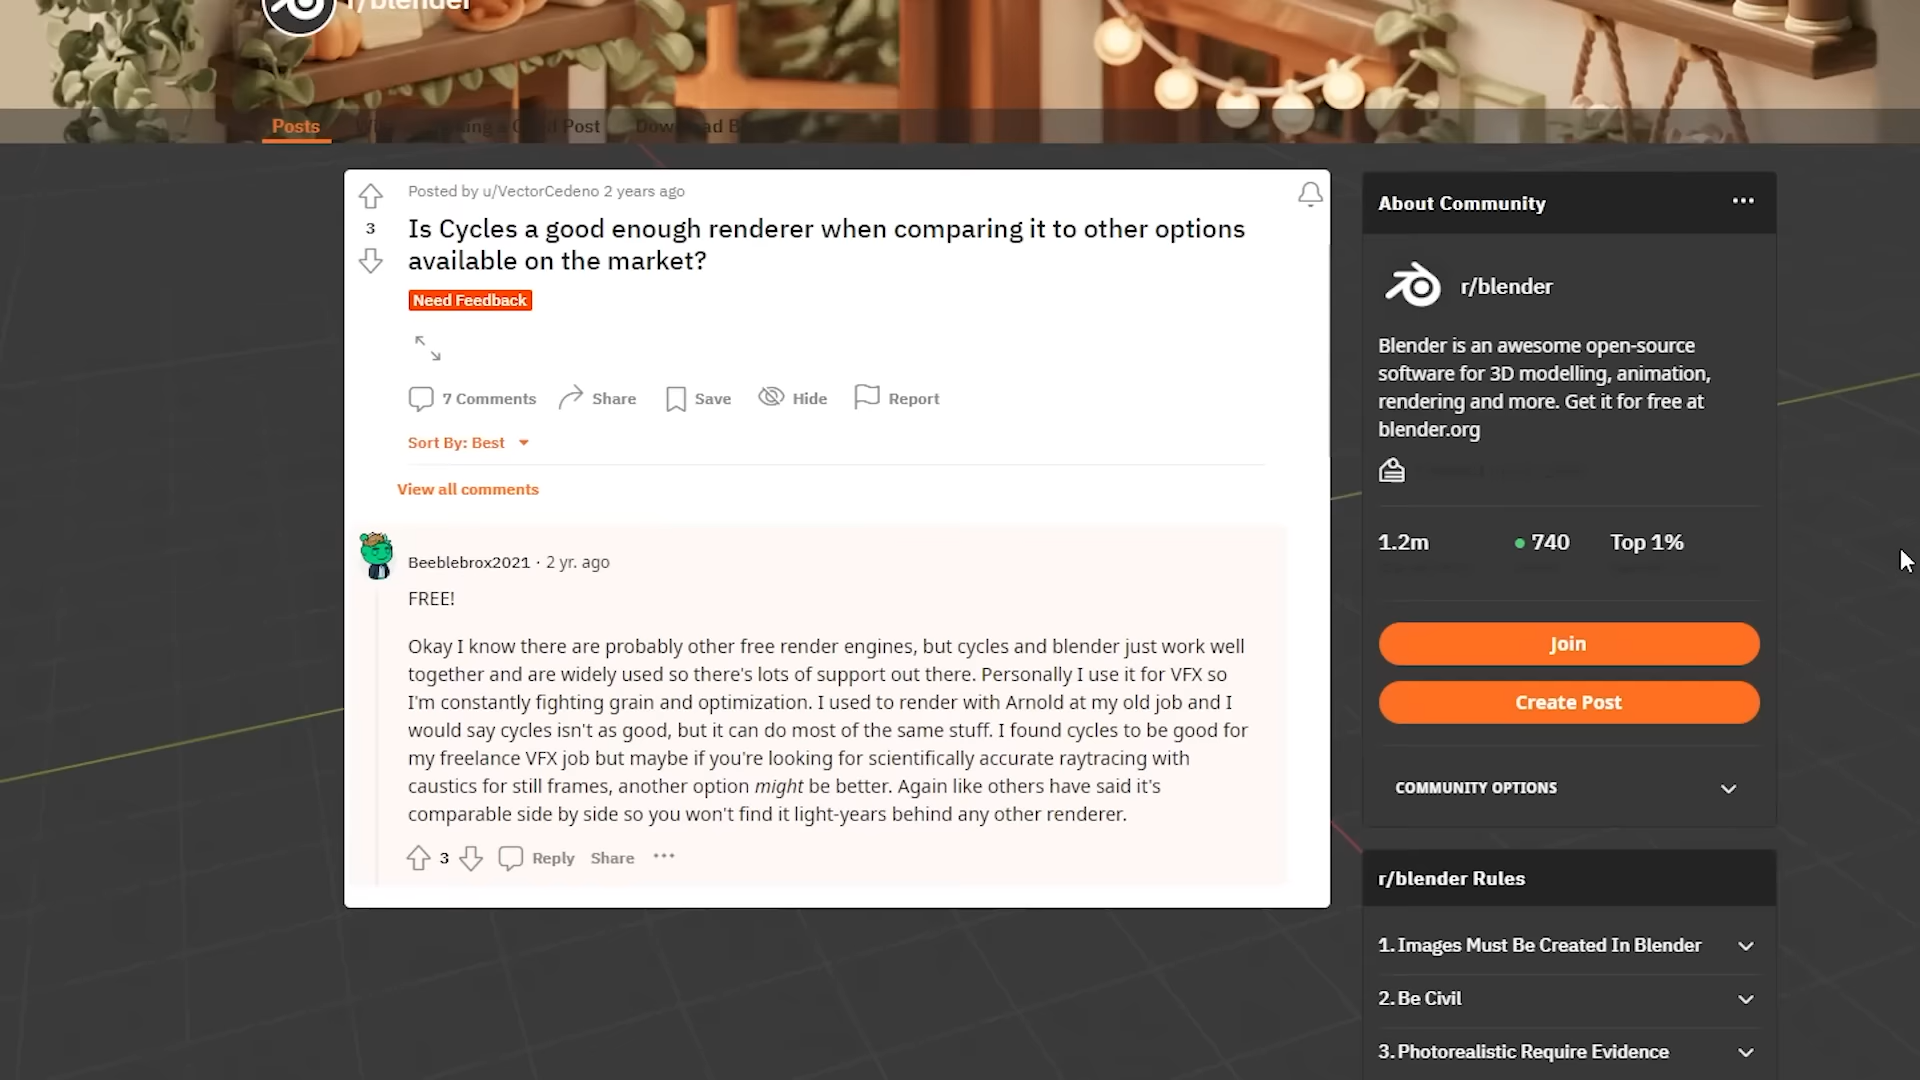 r/blender
Posts
Posted by u/VectorCedeno 2 years ago
3
Is Cycles a good enough renderer when comparing it to other options
available on the market?
Need Feedback
7 Comments Share Save Hide Report
Sort By: Best
View all comments
Beeblebrox2021 · 2 yr. ago
FREE!
Okay I know there are probably other free render engines, but cycles and blender just work well
together and are widely used so there's lots of support out there. Personally I use it for VFX so
I'm constantly fighting grain and optimization. I used to render with Arnold at my old job and I
would say cycles isn't as good, but it can do most of the same stuff. I found cycles to be good for
my freelance VFX job but maybe if you're looking for scientifically accurate raytracing with
caustics for still frames, another option might be better. Again like others have said it's
comparable side by side so you won't find it light-years behind any other renderer.
3 Reply Share
About Community
r/blender
Blender is an awesome open-source
software for 3D modelling, animation,
rendering and more. Get it for free at
blender.org
1.2m 740 Top 1%
Join
Create Post
COMMUNITY OPTIONS
r/blender Rules
1. Images Must Be Created In Blender
2. Be Civil
3. Photorealistic Require Evidence